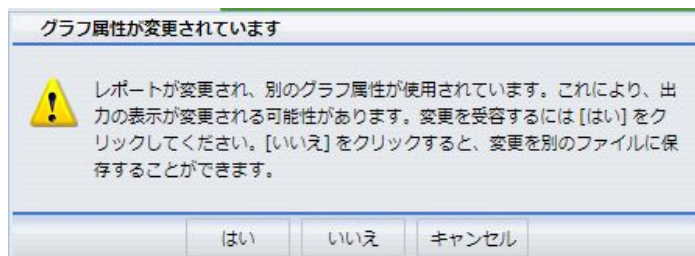 グラフ属性が変更されています
レポートが変更され、別のグラフ属性が使用されています。これにより、出
力の表示が変更される可能性があります。変更を受容するには [はい] をク
リックしてください。[いいえ] をクリックすると、変更を別のファイルに保
存することができます。
はい いいえ キャンセル